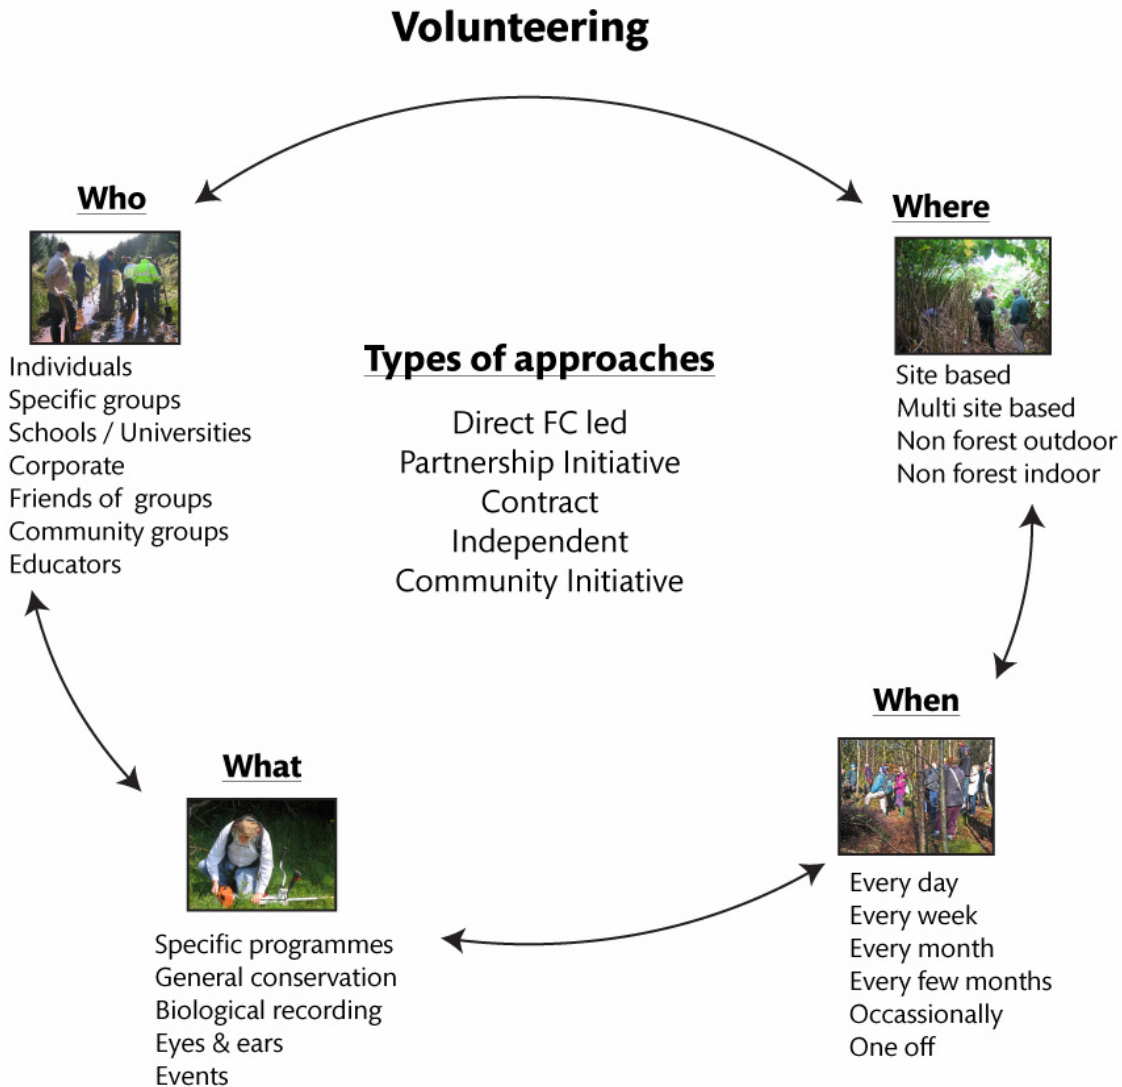 Volunteering
Who
Individuals
Specific groups
Schools / Universities
Corporate
Friends of groups
Community groups
Educators
Types of approaches
Direct FC led
Partnership Initiative
Contract
Independent
Community Initiative
Where
Site based
Multi site based
Non forest outdoor
Non forest indoor
What
Specific programmes
General conservation
Biological recording
Eyes & ears
Events
When
Every day
Every week
Every month
Every few months
Occassionally
One off